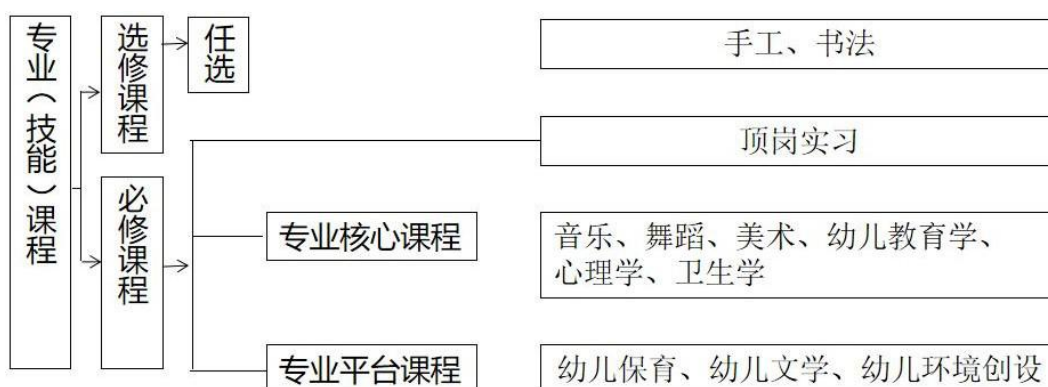 专业（技能）课程
选修课程
任选
手工、书法
顶岗实习
必修课程
专业核心课程
音乐、舞蹈、美术、幼儿教育学、
心理学、卫生学
专业平台课程
幼儿保育、幼儿文学、幼儿环境创设